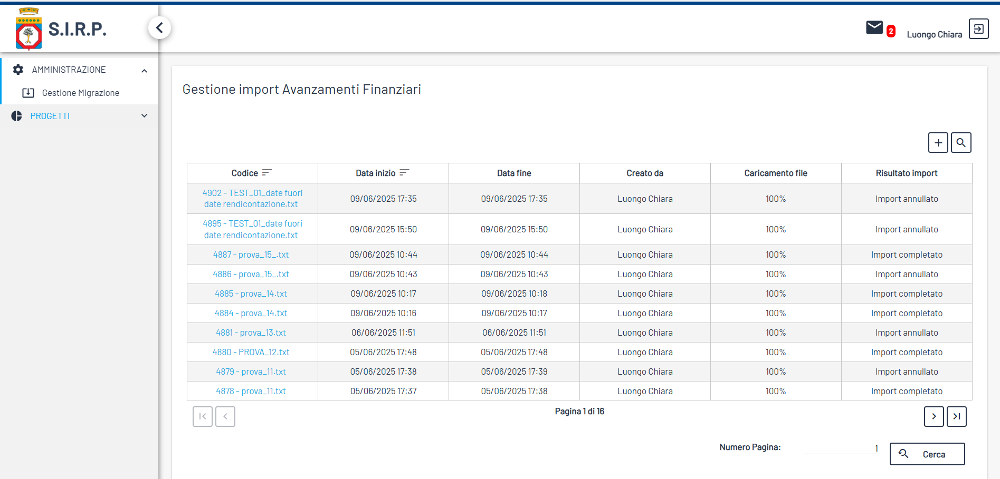 S.I.R.P.
2
Luongo Chiara
AMMINISTRAZIONE
Gestione Migrazione
PROGETTI
Gestione import Avanzamenti Finanziari
Codice Data inizio Data fine Creato da Caricamento file Risultato import
4902 - TEST_01_date fuori
date rendicontazione.txt 09/06/2025 17:35 09/06/2025 17:35 Luongo Chiara 100% Import annullato
4895 - TEST_01_date fuori
date rendicontazione.txt 09/06/2025 15:50 09/06/2025 15:50 Luongo Chiara 100% Import annullato
4887 - prova_15_.txt 09/06/2025 10:44 09/06/2025 10:44 Luongo Chiara 100% Import completato
4886 - prova_15_.txt 09/06/2025 10:43 09/06/2025 10:43 Luongo Chiara 100% Import annullato
4885 - prova_14.txt 09/06/2025 10:17 09/06/2025 10:18 Luongo Chiara 100% Import completato
4884 - prova_14.txt 09/06/2025 10:16 09/06/2025 10:17 Luongo Chiara 100% Import completato
4881 - prova_13.txt 06/06/2025 11:51 06/06/2025 11:51 Luongo Chiara 100% Import annullato
4880 - PROVA_12.txt 05/06/2025 17:48 05/06/2025 17:48 Luongo Chiara 100% Import completato
4879 - prova_11.txt 05/06/2025 17:38 05/06/2025 17:39 Luongo Chiara 100% Import annullato
4878 - prova_11.txt 05/06/2025 17:37 05/06/2025 17:38 Luongo Chiara 100% Import completato
Pagina 1 di 16
Numero Pagina: 1
Cerca